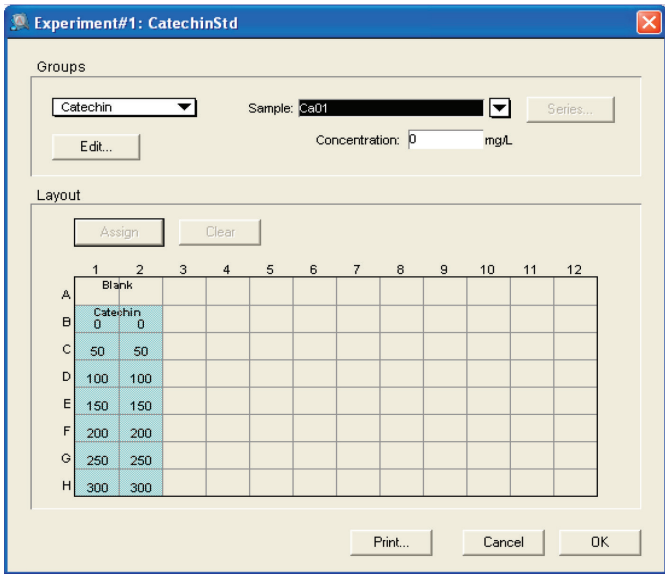 Experiment#1: CatechinStd
Groups
Catechin Sample: Ca01 Series...
Edit... Concentration: 0 mg/L
Layout
Assign Clear
1 2 3 4 5 6 7 8 9 10 11 12
A Blank
B Catechin
0 0
C 50 50
D 100 100
E 150 150
F 200 200
G 250 250
H 300 300
Print... Cancel OK